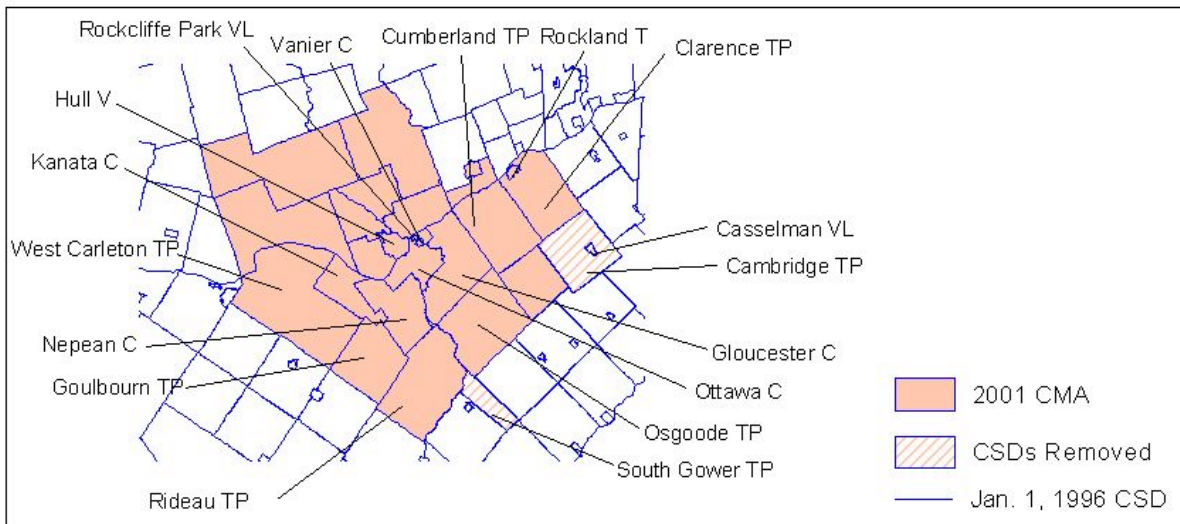 Rockcliffe Park VL
Vanier C
Cumberland TP
Rockland T
Clarence TP
Hull V
Kanata C
West Carleton TP
Casselman VL
Cambridge TP
Nepean C
Gloucester C
Goulbourn TP
Ottawa C
Osgoode TP
South Gower TP
Rideau TP
2001 CMA
CSDs Removed
Jan. 1, 1996 CSD